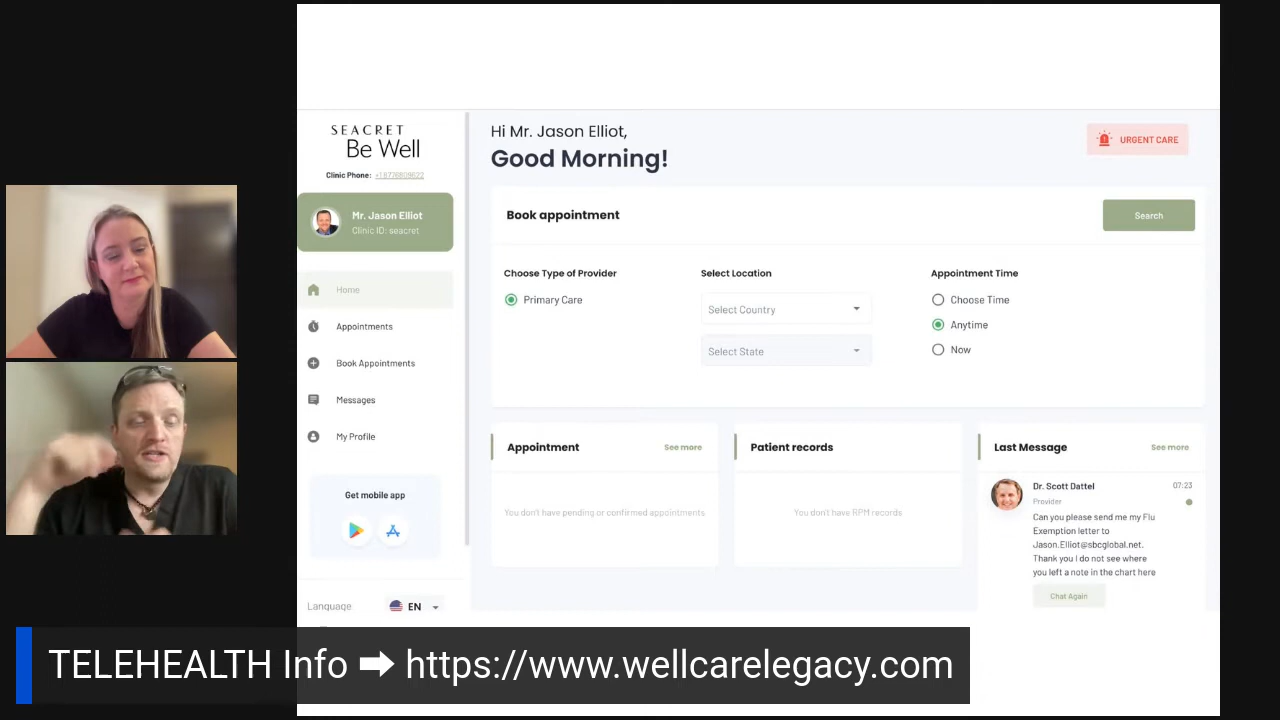 SEACRET
Be Well
Clinic Phone: +1 8776809622
Mr. Jason Elliot
Clinic ID: seacret
Home
Appointments
Book Appointments
Messages
My Profile
Get mobile app
Language
EN
Hi Mr. Jason Elliot,
Good Morning!
URGENT CARE
Book appointment
Search
Choose Type of Provider
Primary Care
Select Location
Select Country
Select State
Appointment Time
Choose Time
Anytime
Now
Appointment
See more
You don't have pending or confirmed appointments.
Patient records
You don't have RPM records
Last Message
See more
Dr. Scott Dattel
07:23
Provider
Can you please send me my Flu
Exemption letter to
Jason.Elliot@sbcglobal.net.
Thank you I do not see where
you left a note in the chart here
Chat Again
TELEHEALTH Info ➡ https://www.wellcarelegacy.com